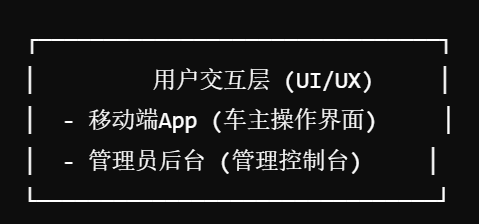 用户交互层 (UI/UX)
- 移动端App (车主操作界面)
- 管理员后台 (管理控制台)